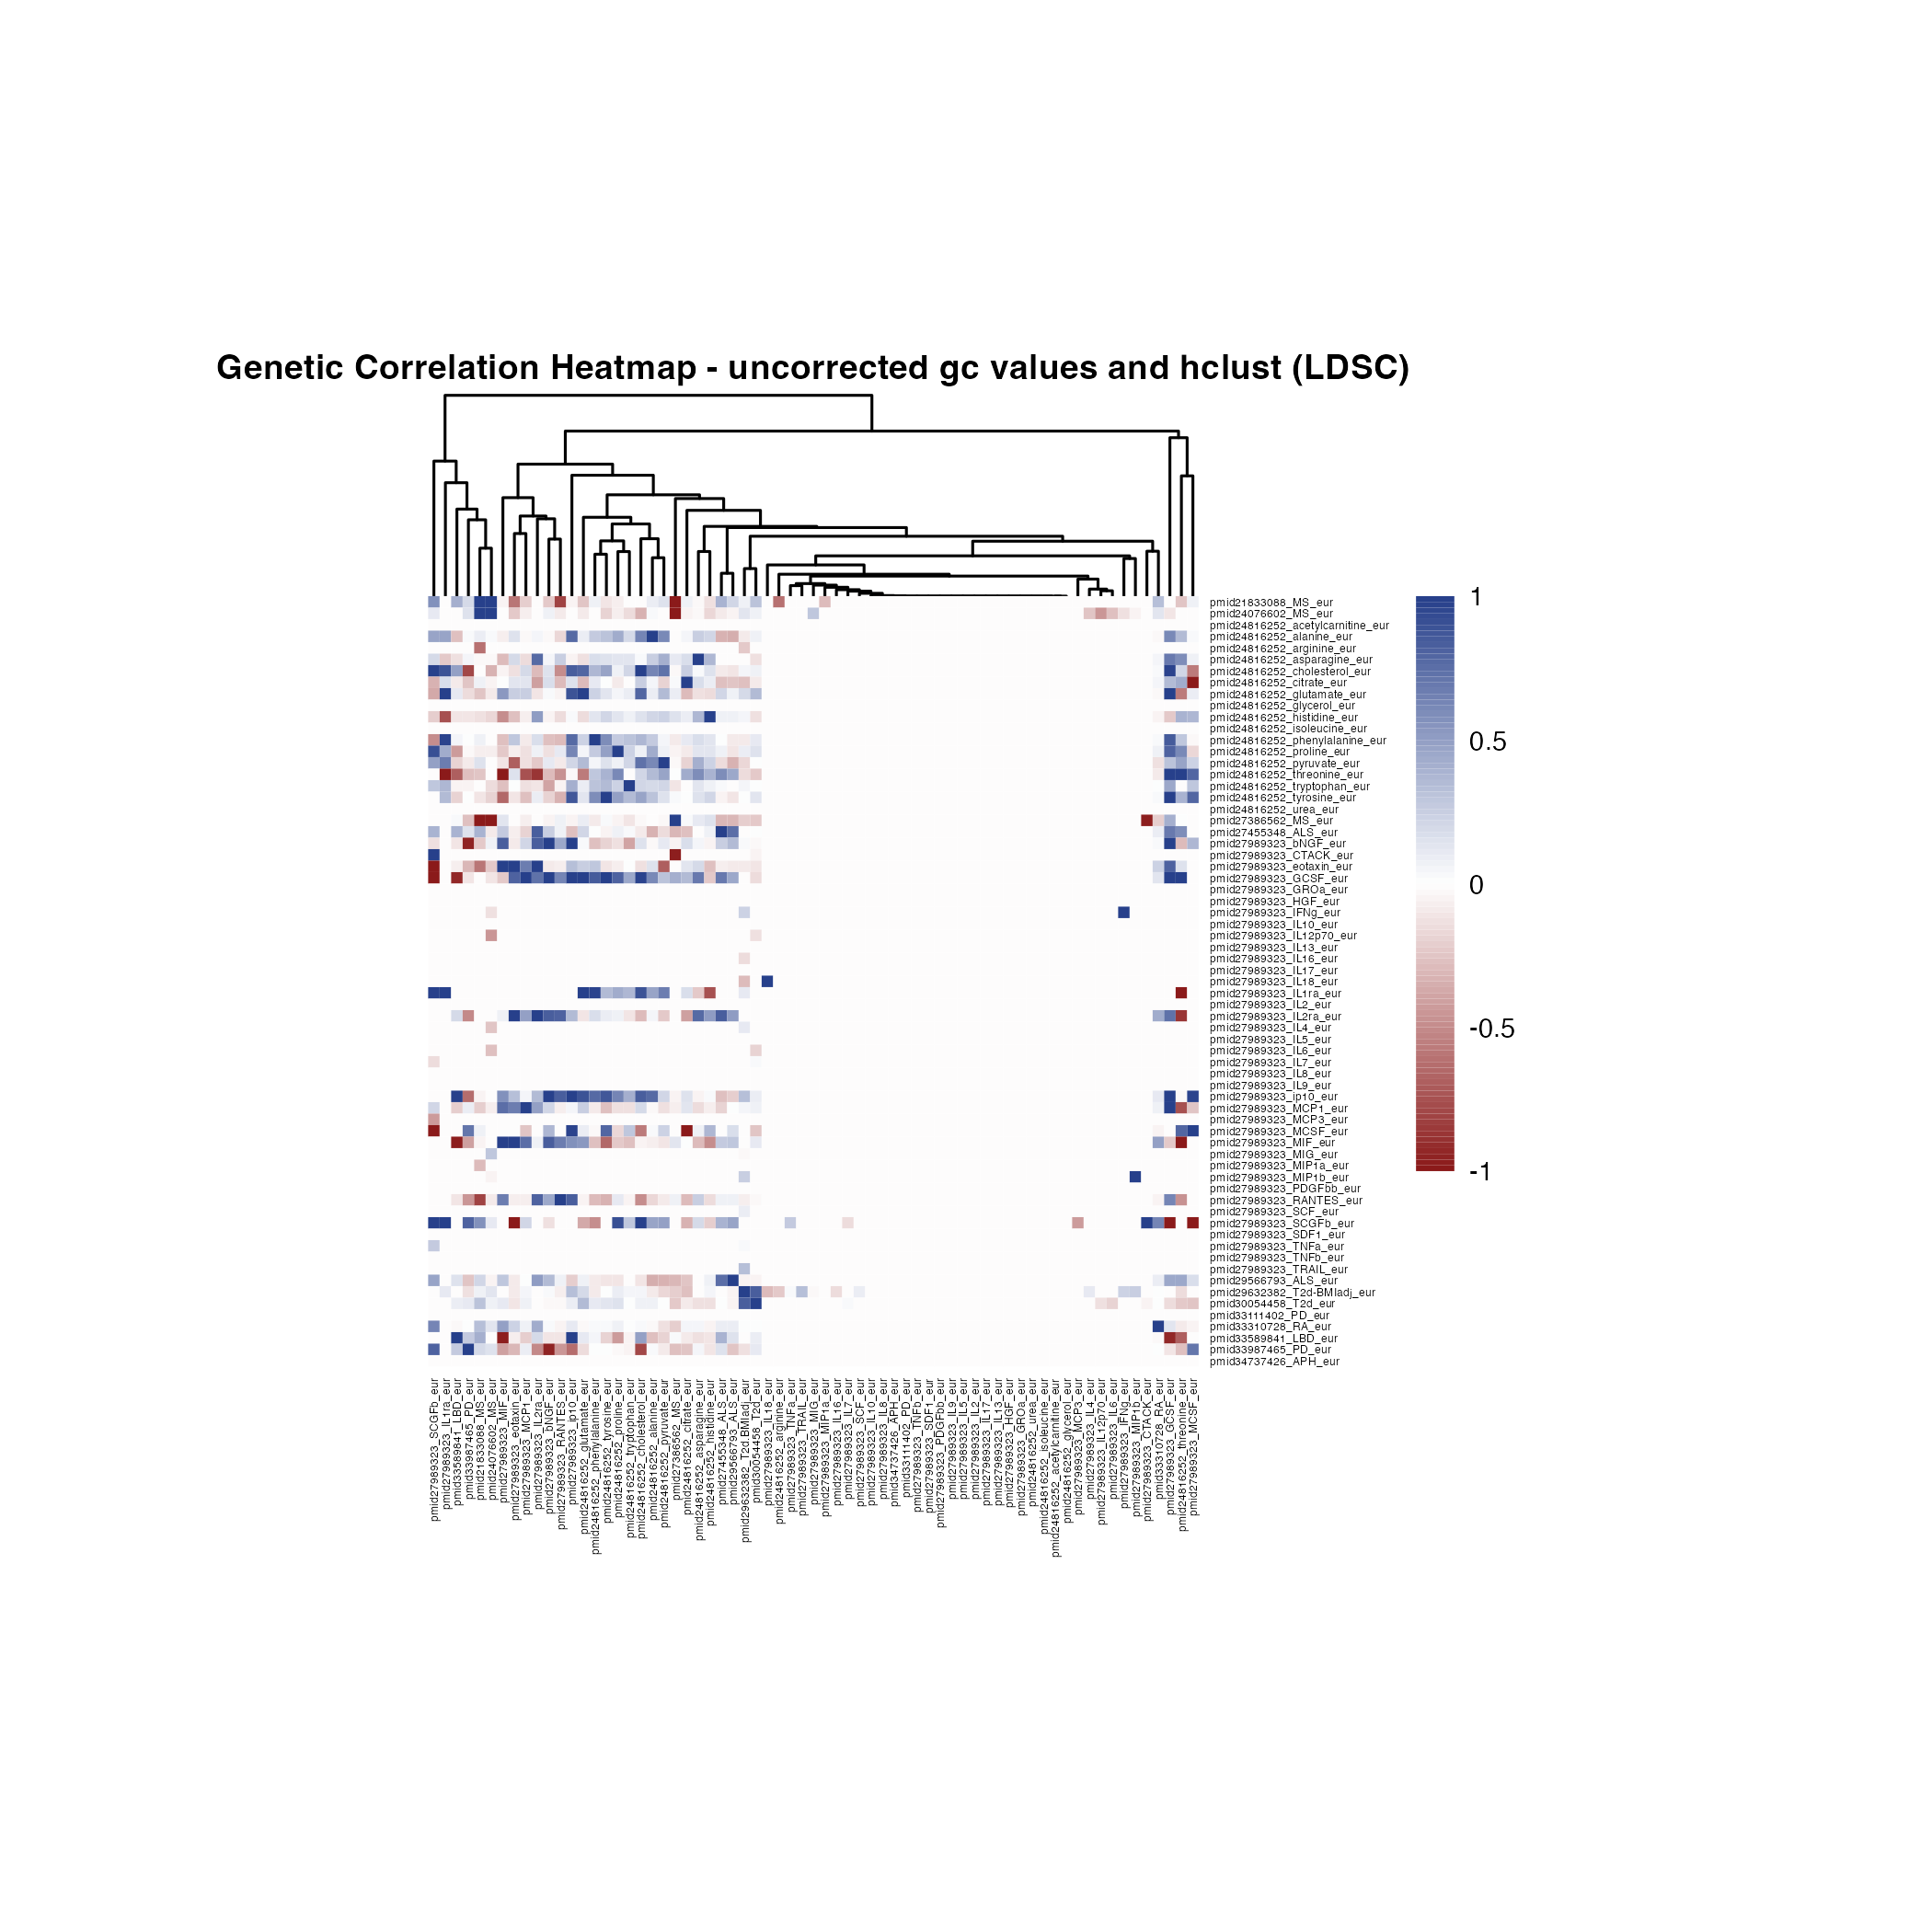 Genetic Correlation Heatmap - uncorrected gc values and hclust (LDSC)
pmid21833088_MS_eur
pmid24076602_MS_eur
pmid24816252_acetylcarnitine_eur
pmid24816252_alanine_eur
pmid24816252_arginine_eur
pmid24816252_asparagine_eur
pmid24816252_cholesterol_eur
pmid24816252_citrate_eur
pmid24816252_glutamate_eur
pmid24816252_glycerol_eur
pmid24816252_histidine_eur
pmid24816252_isoleucine_eur
pmid24816252_phenylalanine_eur
pmid24816252_proline_eur
pmid24816252_pyruvate_eur
pmid24816252_threonine_eur
pmid24816252_tryptophan_eur
pmid24816252_tyrosine_eur
pmid24816252_urea_eur
pmid27386562_MS_eur
pmid27455348_ALS_eur
pmid27989323_bNGF_eur
pmid27989323_CTACK_eur
pmid27989323_eotaxin_eur
pmid27989323_GCSF_eur
pmid27989323_GROa_eur
pmid27989323_HGF_eur
pmid27989323_IFNg_eur
pmid27989323_IL10_eur
pmid27989323_IL12p70_eur
pmid27989323_IL13_eur
pmid27989323_IL16_eur
pmid27989323_IL17_eur
pmid27989323_IL18_eur
pmid27989323_IL1ra_eur
pmid27989323_IL2_eur
pmid27989323_IL2ra_eur
pmid27989323_IL4_eur
pmid27989323_IL5_eur
pmid27989323_IL6_eur
pmid27989323_IL7_eur
pmid27989323_IL8_eur
pmid27989323_IL9_eur
pmid27989323_ip10_eur
pmid27989323_MCP1_eur
pmid27989323_MCP3_eur
pmid27989323_MCSF_eur
pmid27989323_MIF_eur
pmid27989323_MIG_eur
pmid27989323_MIP1a_eur
pmid27989323_MIP1b_eur
pmid27989323_PDGFbb_eur
pmid27989323_RANTES_eur
pmid27989323_SCF_eur
pmid27989323_SCGFb_eur
pmid27989323_SDF1_eur
pmid27989323_TNFa_eur
pmid27989323_TNFb_eur
pmid27989323_TRAIL_eur
pmid29566793_ALS_eur
pmid29632382_T2d-BMIadj_eur
pmid30054458_T2d_eur
pmid33111402_PD_eur
pmid33310728_RA_eur
pmid33589841_LBD_eur
pmid33987465_PD_eur
pmid34737426_APH_eur
1
0.5
0
-0.5
-1
pmid27989323_SCGFb_eur
pmid27989323_IL1ra_eur
pmid33589841_LBD_eur
pmid33987465_PD_eur
pmid21833088_MS_eur
pmid24076602_MS_eur
pmid27989323_MIF_eur
pmid27989323_eotaxin_eur
pmid27989323_MCP1_eur
pmid27989323_IL2ra_eur
pmid27989323_bNGF_eur
pmid27989323_RANTES_eur
pmid27989323_ip10_eur
pmid24816252_glutamate_eur
pmid24816252_phenylalanine_eur
pmid24816252_tyrosine_eur
pmid24816252_proline_eur
pmid24816252_tryptophan_eur
pmid24816252_cholesterol_eur
pmid24816252_alanine_eur
pmid24816252_pyruvate_eur
pmid27386562_MS_eur
pmid24816252_citrate_eur
pmid24816252_asparagine_eur
pmid24816252_histidine_eur
pmid27455348_ALS_eur
pmid29566793_ALS_eur
pmid29632382_T2d.BMIadj_eur
pmid30054458_T2d_eur
pmid27989323_IL18_eur
pmid24816252_arginine_eur
pmid27989323_TNFa_eur
pmid27989323_TRAIL_eur
pmid27989323_MIG_eur
pmid27989323_MIP1a_eur
pmid27989323_IL16_eur
pmid27989323_IL7_eur
pmid27989323_SCF_eur
pmid27989323_IL10_eur
pmid27989323_IL8_eur
pmid34737426_APH_eur
pmid33111402_PD_eur
pmid27989323_TNFb_eur
pmid27989323_SDF1_eur
pmid27989323_PDGFbb_eur
pmid27989323_IL9_eur
pmid27989323_IL5_eur
pmid27989323_IL2_eur
pmid27989323_IL17_eur
pmid27989323_IL13_eur
pmid27989323_HGF_eur
pmid27989323_GROa_eur
pmid24816252_urea_eur
pmid24816252_isoleucine_eur
pmid24816252_acetylcarnitine_eur
pmid24816252_glycerol_eur
pmid27989323_MCP3_eur
pmid27989323_IL4_eur
pmid27989323_IL12p70_eur
pmid27989323_IL6_eur
pmid27989323_IFNg_eur
pmid27989323_MIP1b_eur
pmid27989323_CTACK_eur
pmid33310728_RA_eur
pmid27989323_GCSF_eur
pmid24816252_threonine_eur
pmid27989323_MCSF_eur